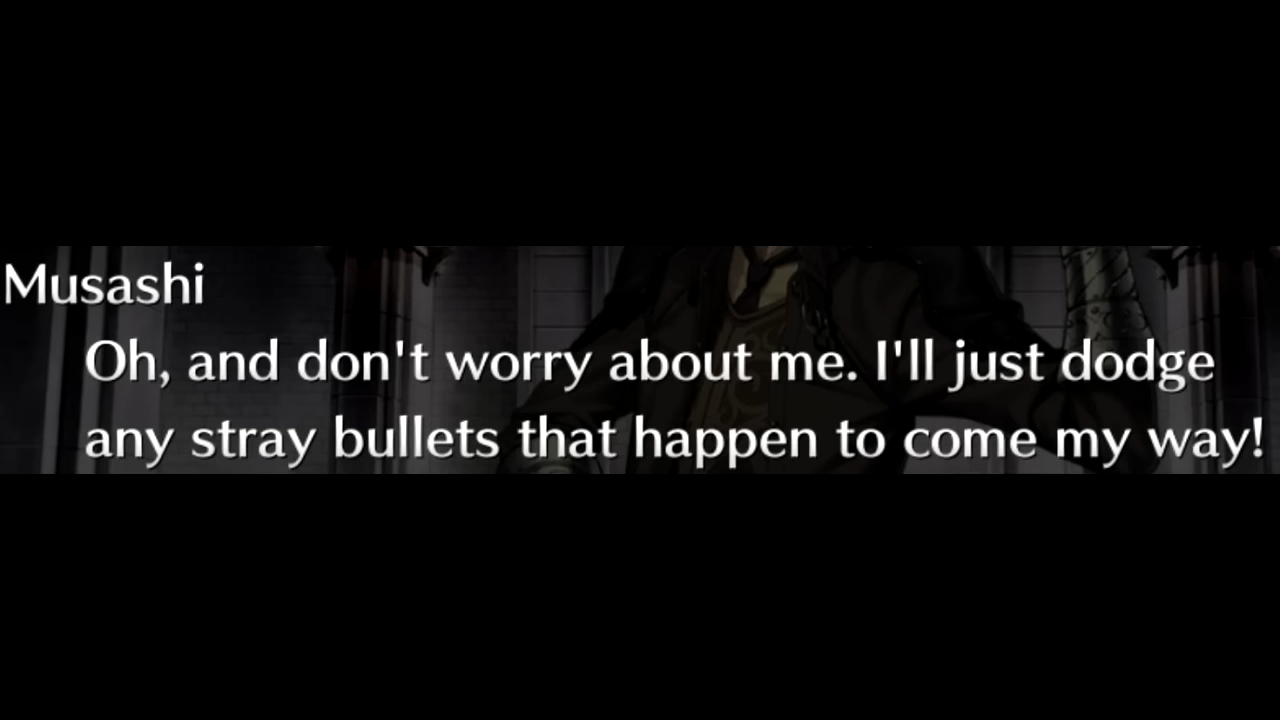 Musashi
Oh, and don't worry about me. I'll just dodge
any stray bullets that happen to come my way!